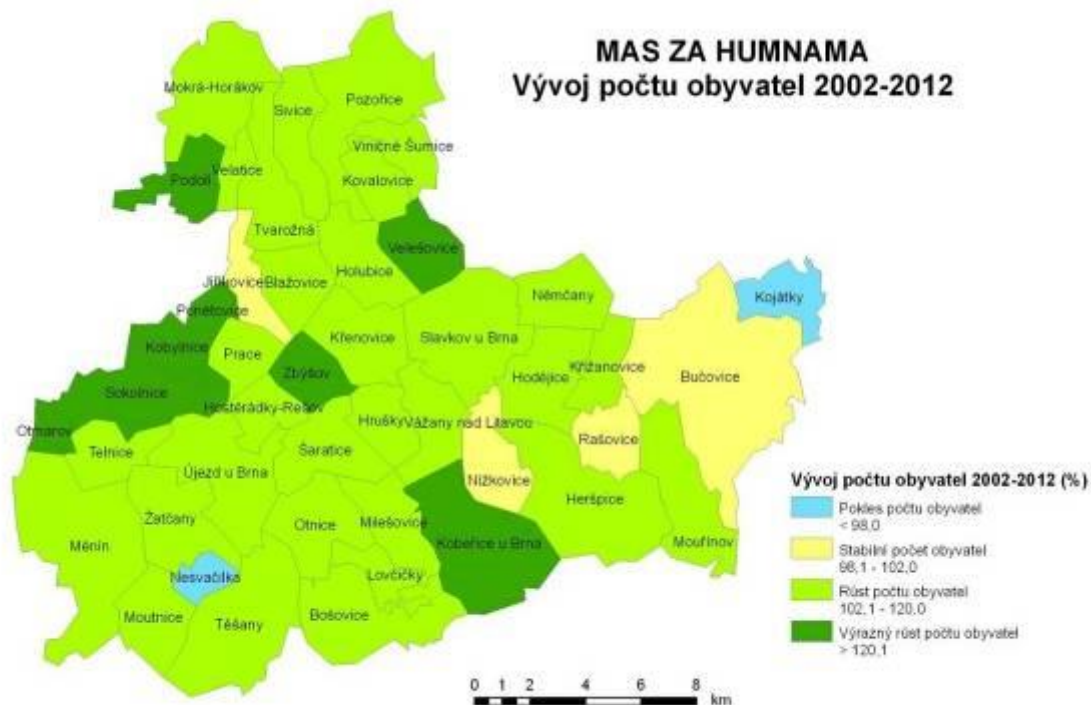 MAS ZA HUMNAMA
Vývoj počtu obyvatel 2002-2012
Mokrá-Horákov
Sivice
Pozořice
Viničné Šumice
Velatice
Podolí
Kovalovice
Tvarožná
Velešovice
Holubice
Jiříkovice
Blažovice
Němčany
Kojátky
Ponětovice
Kobylnice
Křenovice
Slavkov u Brna
Prace
Zbýšov
Hodějice
Křižanovice
Bučovice
Sokolnice
Hostěrádky-Rešov
Hrušky
Vážany nad Litavou
Otmarov
Telnice
Rašovice
Šaratice
Újezd u Brna
Nížkovice
Heršpice
Žatčany
Otnice
Milešovice
Kobeřice u Brna
Mouřínov
Měnín
Nesvačilka
Lovčičky
Moutnice
Těšany
Bošovice
Vývoj počtu obyvatel 2002-2012 (%)
Pokles počtu obyvatel
< 98,0
Stabilní počet obyvatel
98,1 - 102,0
Růst počtu obyvatel
102,1 - 120,0
Výrazný růst počtu obyvatel
> 120,1
0 1 2 4 6 8
km